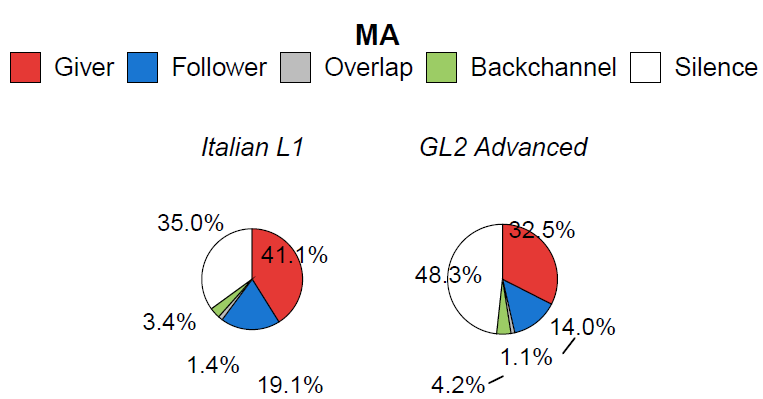 MA
Giver Follower Overlap Backchannel Silence
Italian L1 GL2 Advanced
35.0% 41.1% 3.4% 1.4% 19.1%
32.5% 48.3% 14.0% 1.1% 4.2%